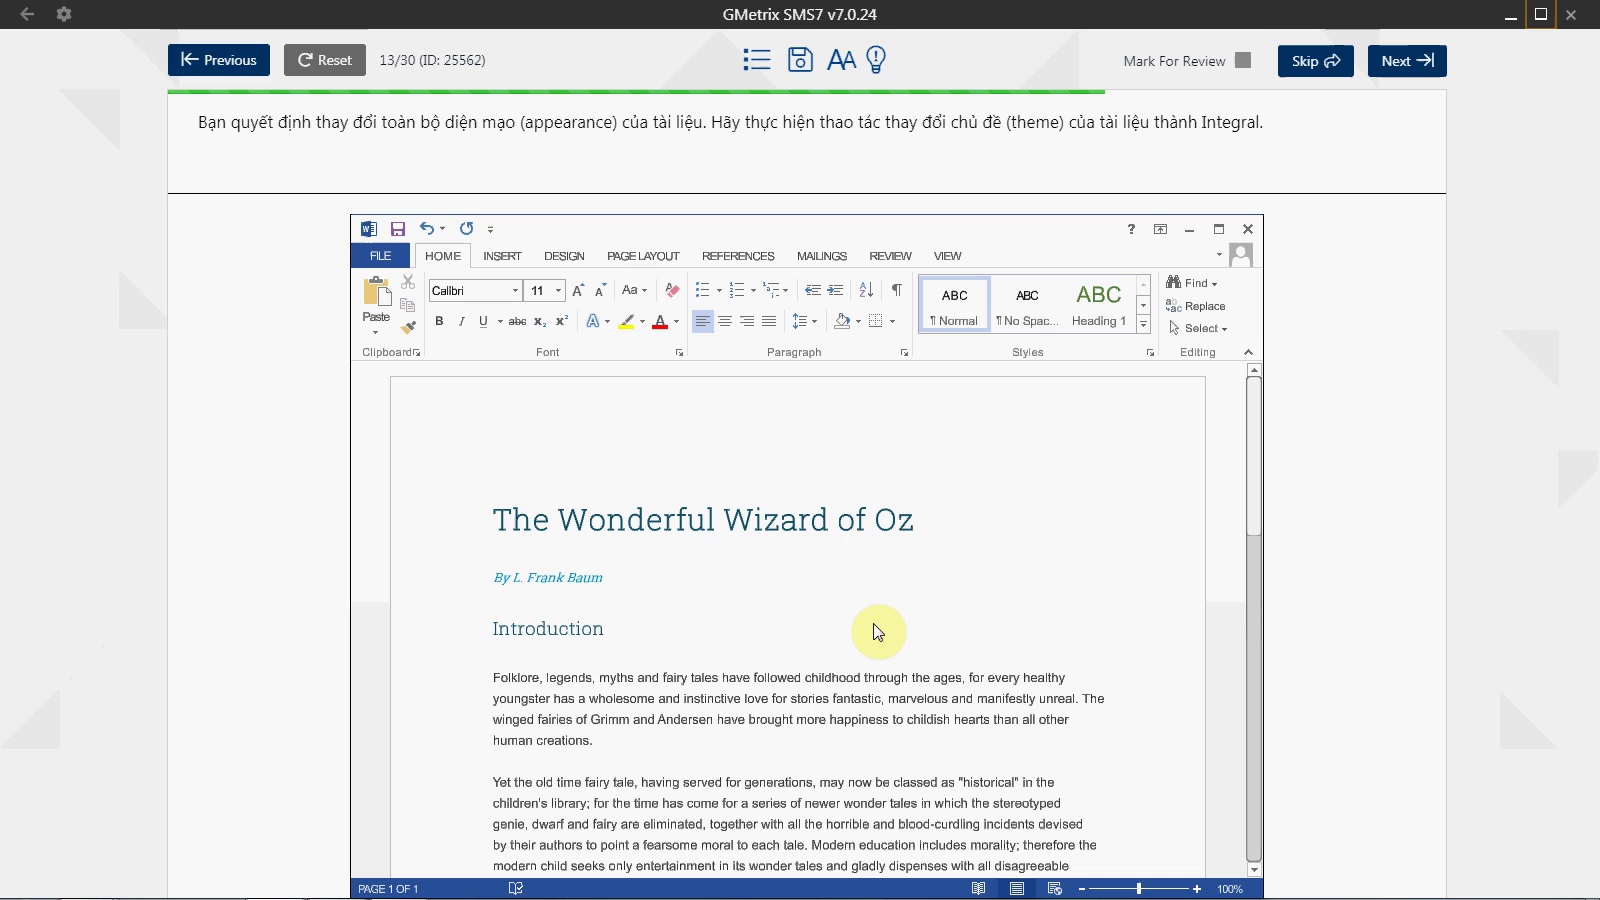 GMetrix SMS7 v7.0.24
Previous
Reset
13/30 (ID: 25562)
AA
Mark For Review
Skip
Next
Bạn quyết định thay đổi toàn bộ diện mạo (appearance) của tài liệu. Hãy thực hiện thao tác thay đổi chủ đề (theme) của tài liệu thành Integral.
FILE HOME INSERT DESIGN PAGE LAYOUT REFERENCES MAILINGS REVIEW VIEW
Paste
Clipboard
Calibri 11
Aa
B I U abc X₂ X²
Font
Paragraph
ABC ABC ABC
¶ Normal ¶ No Spac... Heading 1
Styles
Find
Replace
Select
Editing
The Wonderful Wizard of Oz
By L. Frank Baum
Introduction
Folklore, legends, myths and fairy tales have followed childhood through the ages, for every healthy
youngster has a wholesome and instinctive love for stories fantastic, marvelous and manifestly unreal. The
winged fairies of Grimm and Andersen have brought more happiness to childish hearts than all other
human creations.
Yet the old time fairy tale, having served for generations, may now be classed as "historical" in the
children's library; for the time has come for a series of newer wonder tales in which the stereotyped
genie, dwarf and fairy are eliminated, together with all the horrible and blood-curdling incidents devised
by their authors to point a fearsome moral to each tale. Modern education includes morality; therefore the
modern child seeks only entertainment in its wonder tales and gladly dispenses with all disagreeable
PAGE 1 OF 1
100%